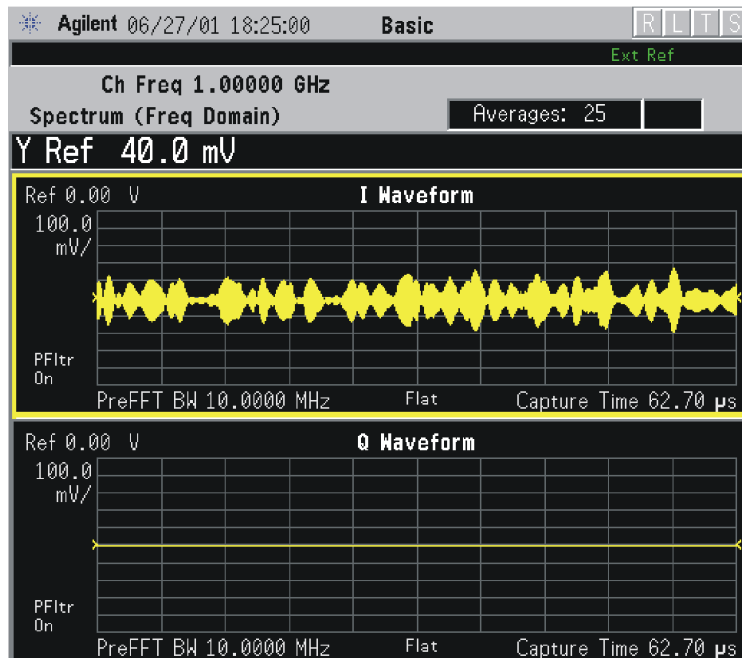 Agilent 06/27/01 18:25:00 Basic R L T S
Ext Ref
Ch Freq 1.00000 GHz
Spectrum (Freq Domain) Averages: 25
Y Ref 40.0 mV
Ref 0.00 V I Waveform
100.0
mV/
PFltr
On
PreFFT BW 10.0000 MHz Flat Capture Time 62.70 µs
Ref 0.00 V Q Waveform
100.0
mV/
PFltr
On
PreFFT BW 10.0000 MHz Flat Capture Time 62.70 µs